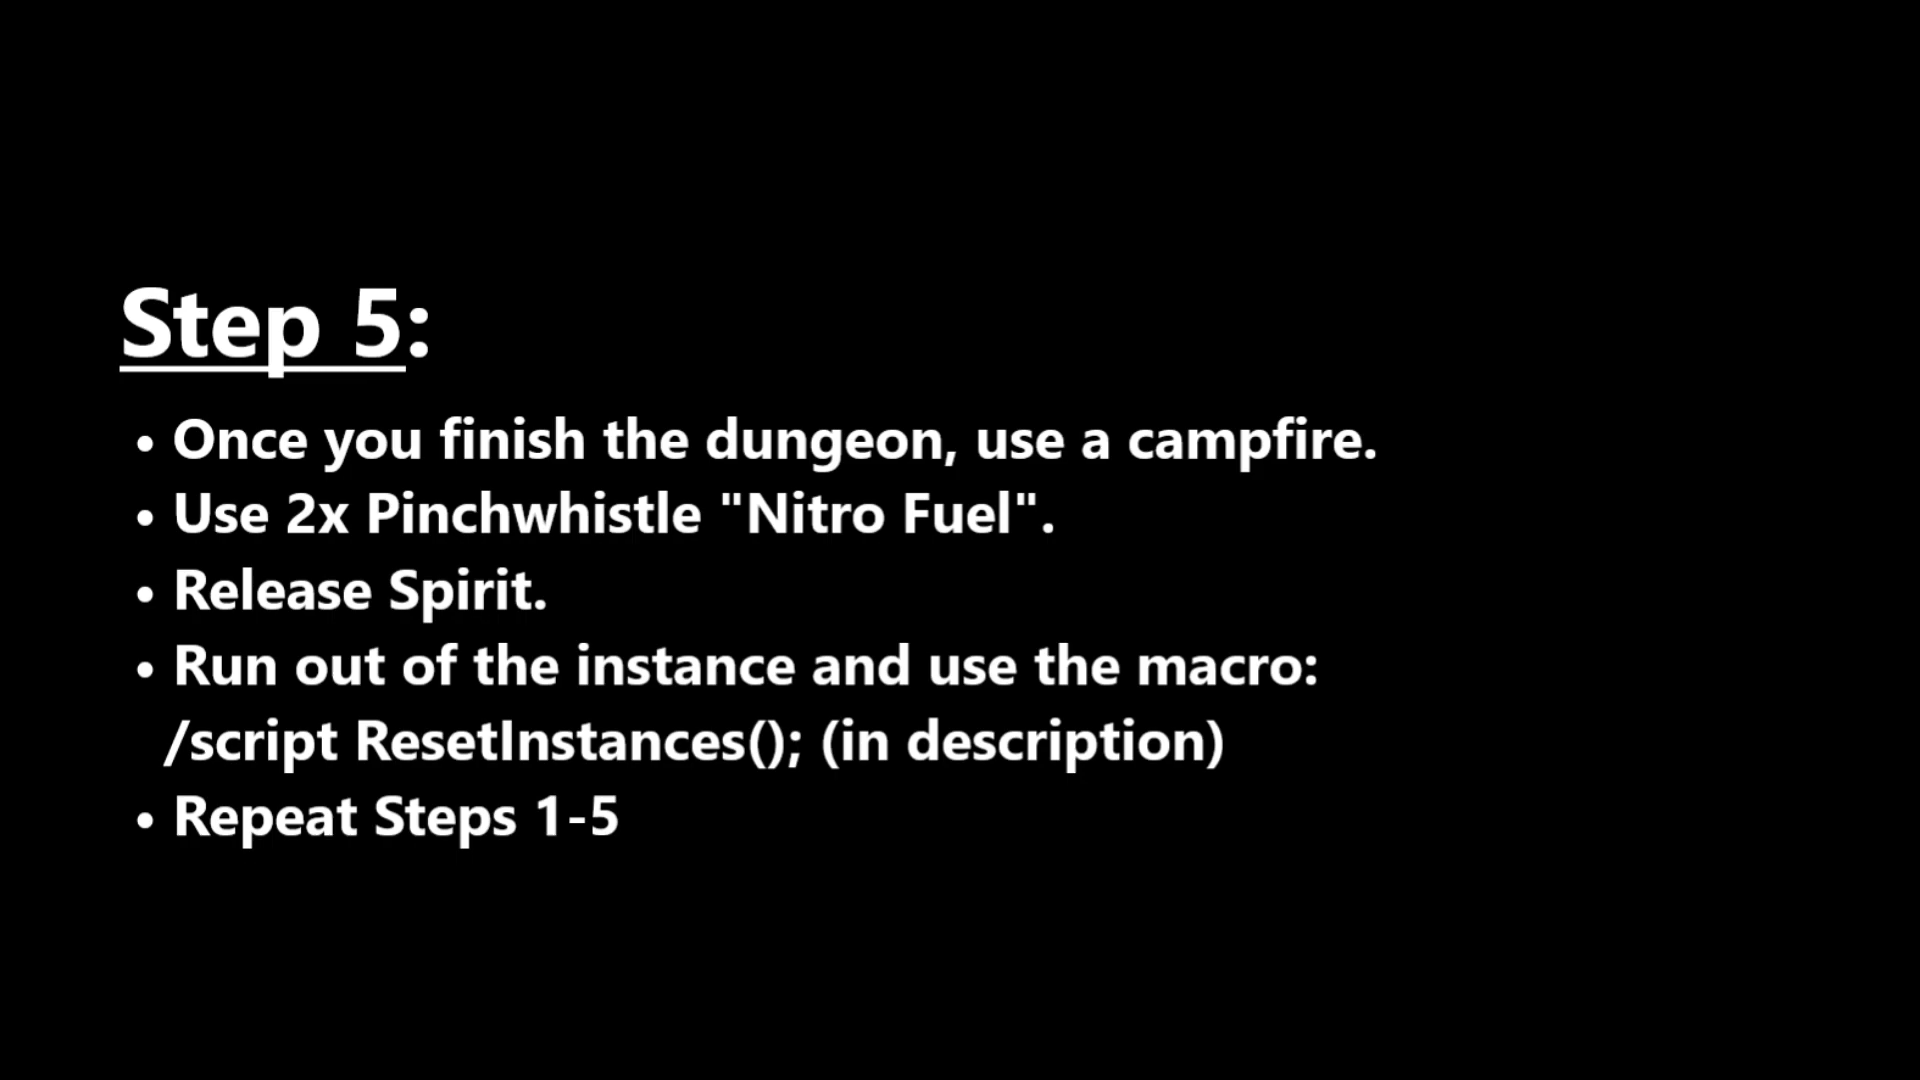 Step 5:
• Once you finish the dungeon, use a campfire.
• Use 2x Pinchwhistle "Nitro Fuel".
• Release Spirit.
• Run out of the instance and use the macro:
/script ResetInstances(); (in description)
• Repeat Steps 1-5